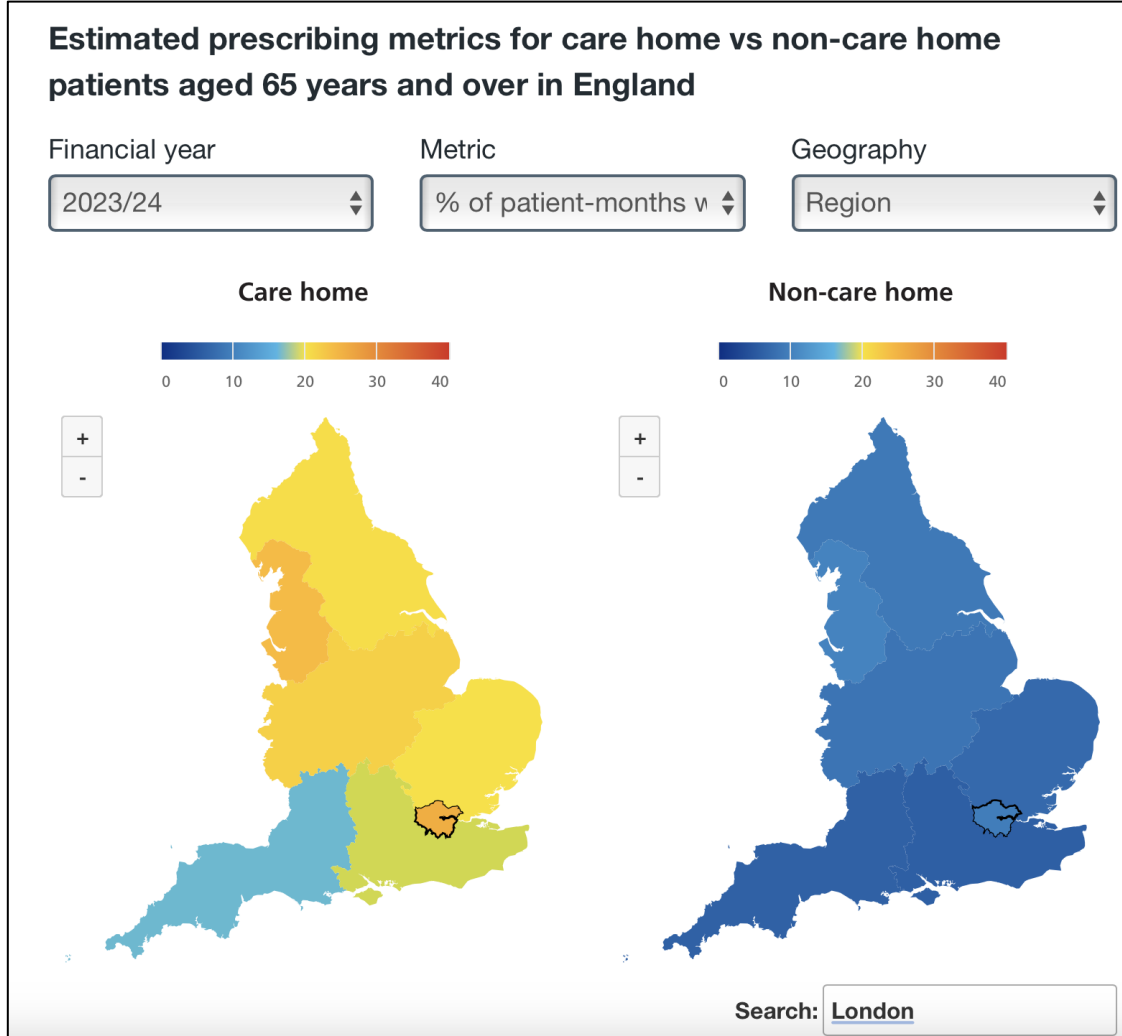 Estimated prescribing metrics for care home vs non-care home
patients aged 65 years and over in England
Financial year
Metric
Geography
2023/24
% of patient-months w
Region
Care home
Non-care home
0 10 20 30 40
0 10 20 30 40
+
-
+
-
Search: London